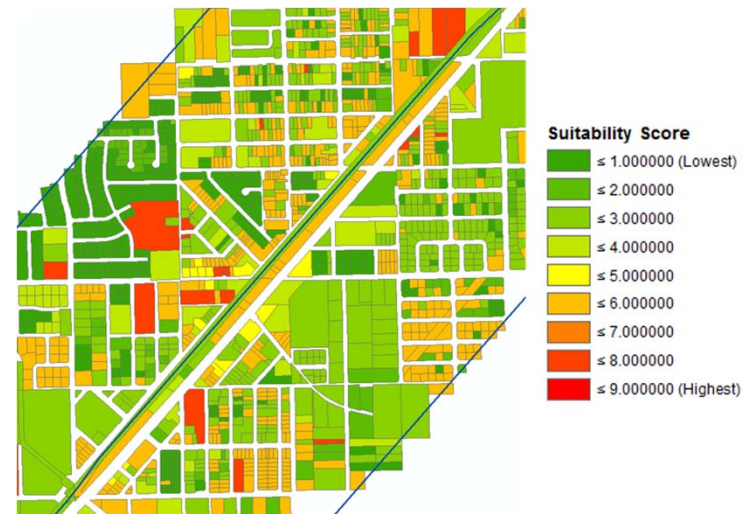 Suitability Score
≤ 1.000000 (Lowest)
≤ 2.000000
≤ 3.000000
≤ 4.000000
≤ 5.000000
≤ 6.000000
≤ 7.000000
≤ 8.000000
≤ 9.000000 (Highest)